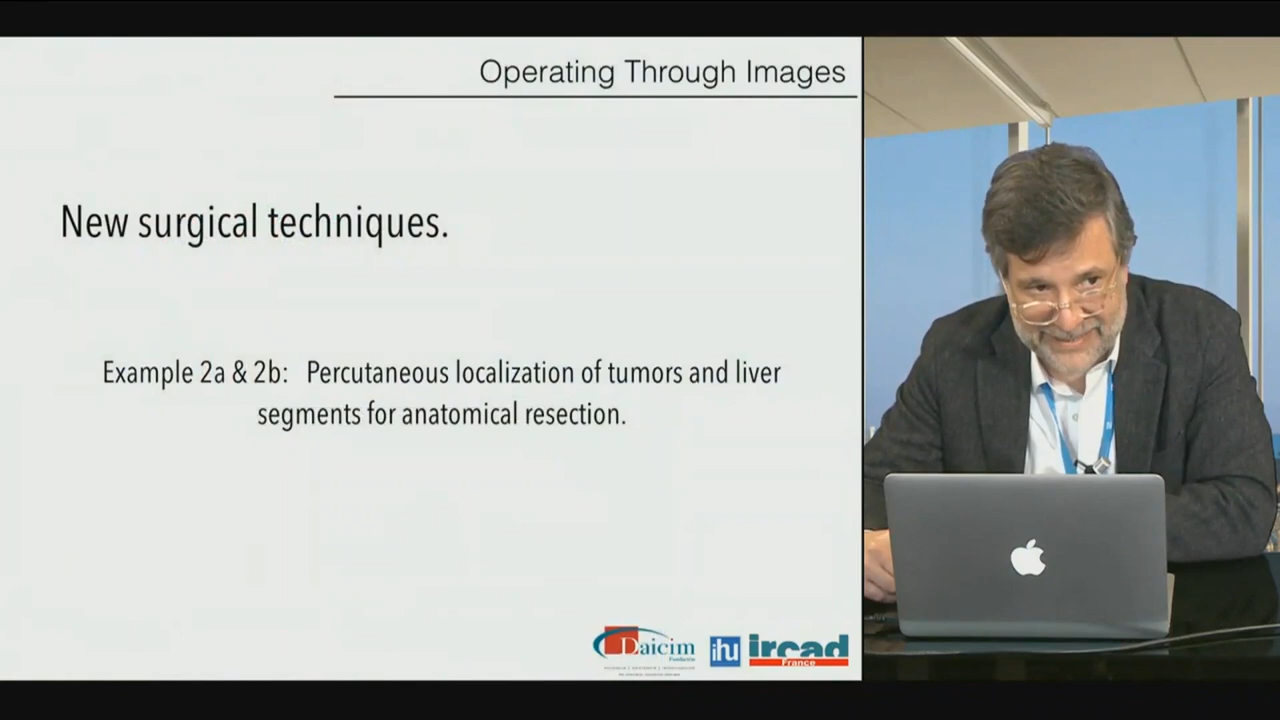 Operating Through Images
New surgical techniques.
Example 2a & 2b: Percutaneous localization of tumors and liver
segments for anatomical resection.
Daicim
Fundación
ihu
ircad
France